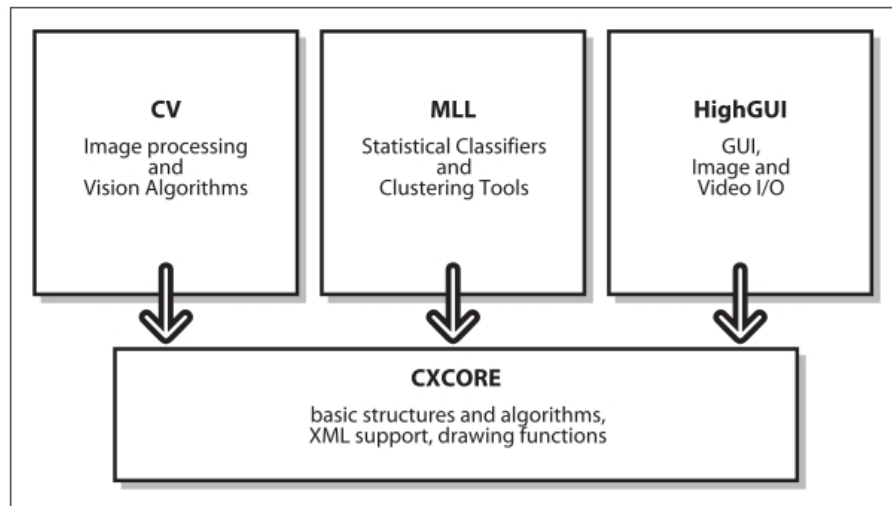 CV
Image processing
and
Vision Algorithms
MLL
Statistical Classifiers
and
Clustering Tools
HighGUI
GUI,
Image and
Video I/O
CXCORE
basic structures and algorithms,
XML support, drawing functions